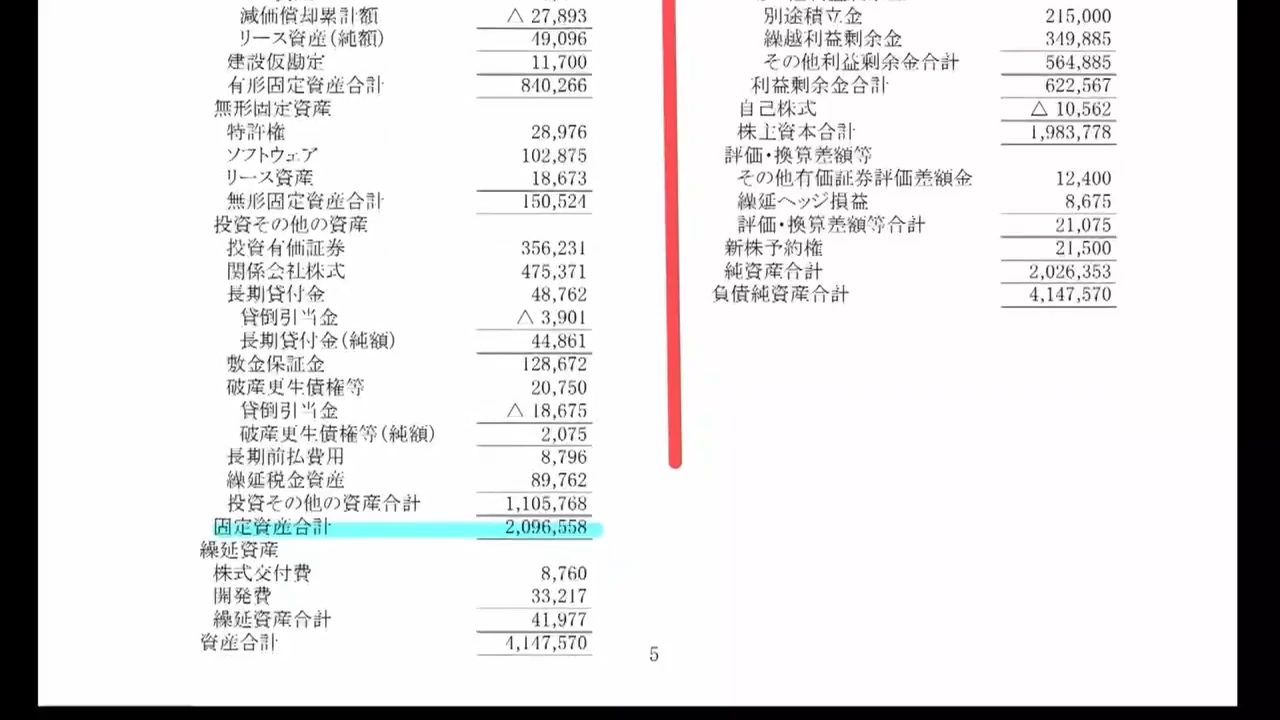 減価償却累計額 △ 27,893
リース資産(純額) 49,096
建設仮勘定 11,700
有形固定資産合計 840,266
無形固定資産
特許権 28,976
ソフトウェア 102,875
リース資産 18,673
無形固定資産合計 150,524
投資その他の資産
投資有価証券 356,231
関係会社株式 475,371
長期貸付金 48,762
貸倒引当金 △ 3,901
長期貸付金(純額) 44,861
敷金保証金 128,672
破産更生債権等 20,750
貸倒引当金 △ 18,675
破産更生債権等(純額) 2,075
長期前払費用 8,796
繰延税金資産 89,762
投資その他の資産合計 1,105,768
固定資産合計 2,096,558
繰延資産
株式交付費 8,760
開発費 33,217
繰延資産合計 41,977
資産合計 4,147,570
別途積立金 215,000
繰越利益剰余金 349,885
その他利益剰余金合計 564,885
利益剰余金合計 622,567
自己株式 △ 10,562
株主資本合計 1,983,778
評価・換算差額等
その他有価証券評価差額金 12,400
繰延ヘッジ損益 8,675
評価・換算差額等合計 21,075
新株予約権 21,500
純資産合計 2,026,353
負債純資産合計 4,147,570
5